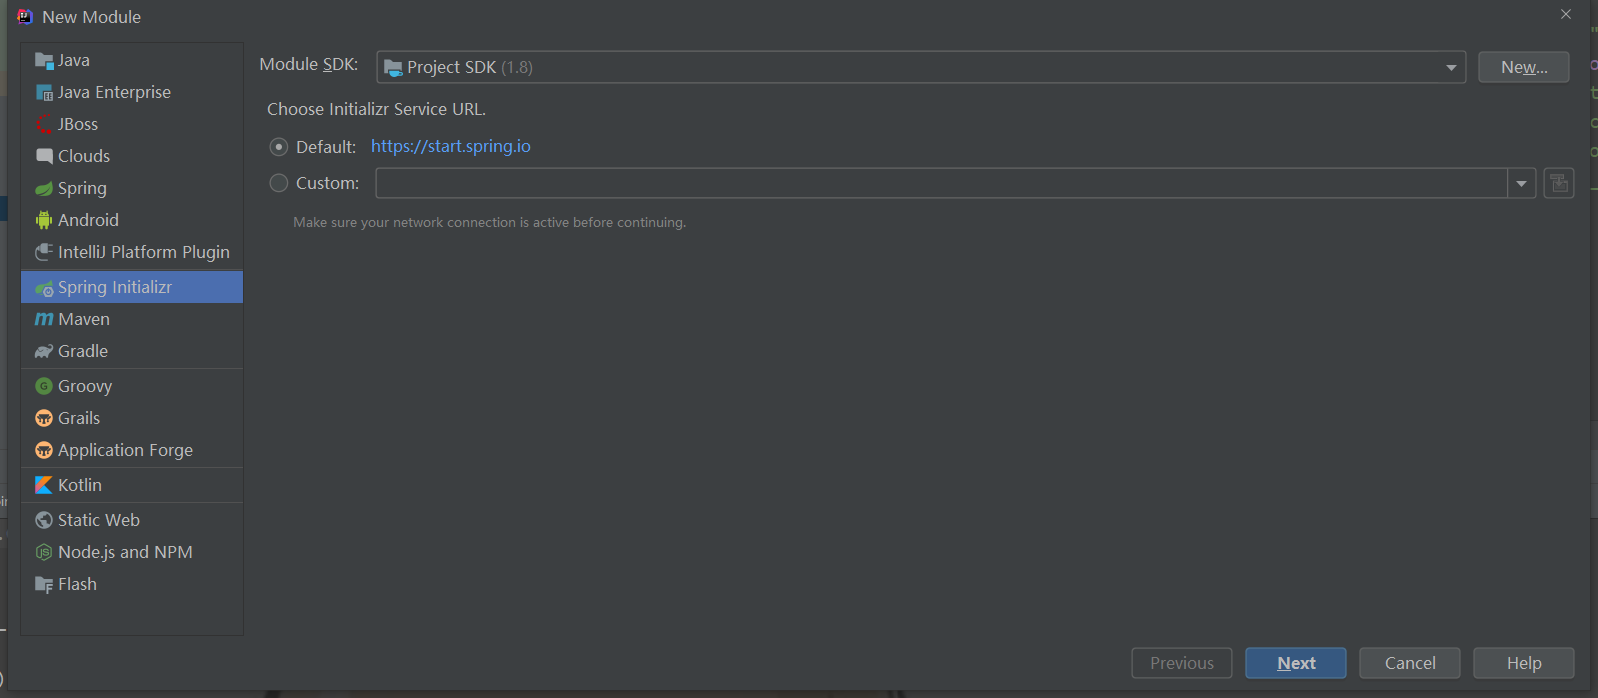 New Module
Java
Java Enterprise
JBoss
Clouds
Spring
Android
IntelliJ Platform Plugin
Spring Initializr
Maven
Gradle
Groovy
Grails
Application Forge
Kotlin
Static Web
Node.js and NPM
Flash
Module SDK: Project SDK (1.8) New...
Choose Initializr Service URL.
Default: https://start.spring.io
Custom:
Make sure your network connection is active before continuing.
Previous Next Cancel Help